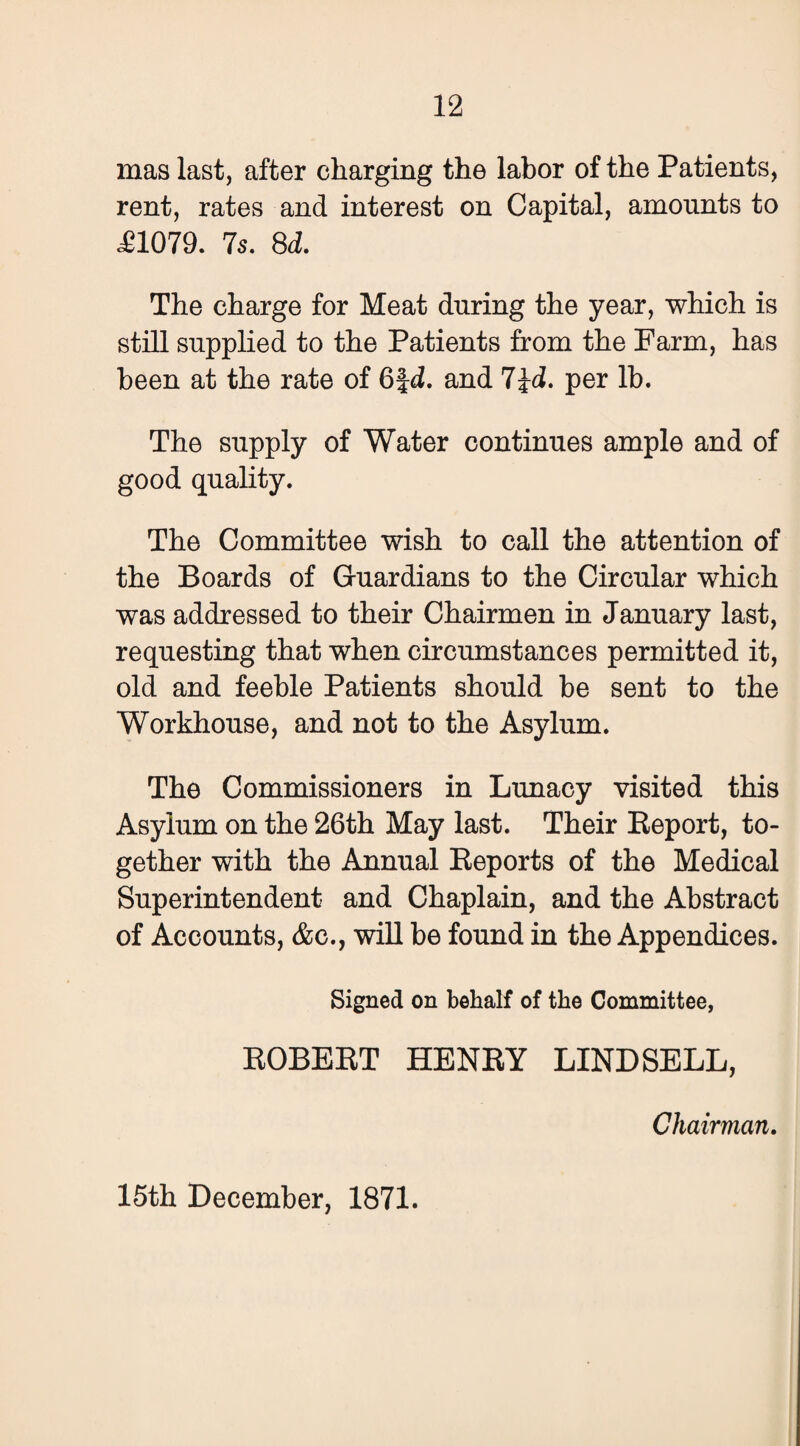 12
mas last, after charging the labor of the Patients,
rent, rates and interest on Capital, amounts to
£1079. 7s. 8d.
The charge for Meat during the year, which is
still supplied to the Patients from the Farm, has
been at the rate of 6¾d. and 7¼d. per lb.
The supply of Water continues ample and of
good quality.
The Committee wish to call the attention of
the Boards of Guardians to the Circular which
was addressed to their Chairmen in January last,
requesting that when circumstances permitted it,
old and feeble Patients should be sent to the
Workhouse, and not to the Asylum.
The Commissioners in Lunacy visited this
Asylum on the 26th May last. Their Report, to-
gether with the Annual Reports of the Medical
Superintendent and Chaplain, and the Abstract
of Accounts, &c., will be found in the Appendices.
Signed on behalf of the Committee,
ROBERT HENRY LINDSELL,
Chairman.
15th December, 1871.